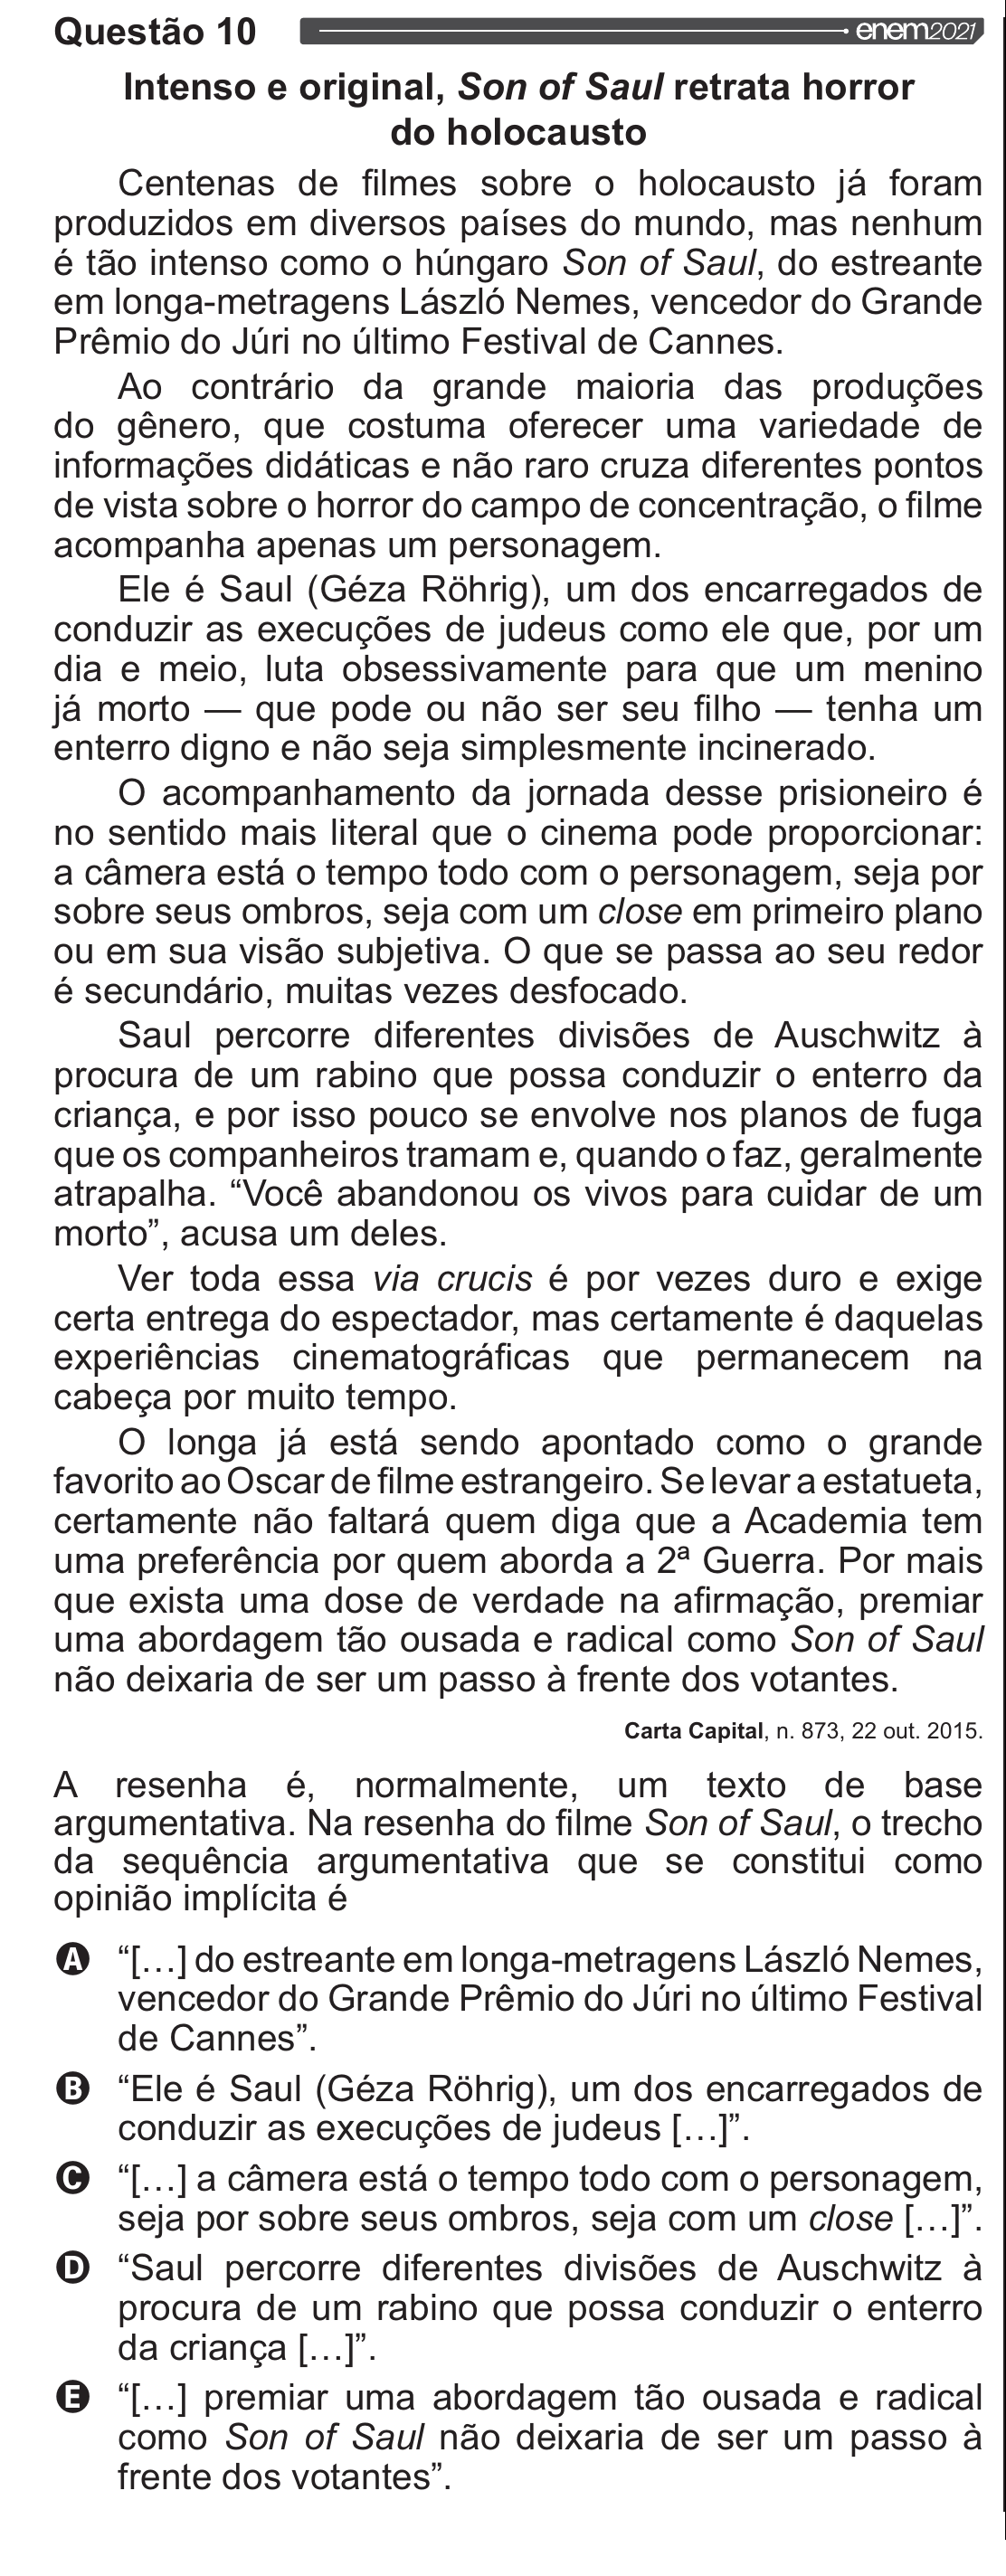 Questão 10
enem2021
Intenso e original, Son of Saul retrata horror
do holocausto
Centenas de filmes sobre o holocausto já foram
produzidos em diversos países do mundo, mas nenhum
é tão intenso como o húngaro Son of Saul, do estreante
em longa-metragens László Nemes, vencedor do Grande
Prêmio do Júri no último Festival de Cannes.
Ao contrário da grande maioria das produções
do gênero, que costuma oferecer uma variedade de
informações didáticas e não raro cruza diferentes pontos
de vista sobre o horror do campo de concentração, o filme
acompanha apenas um personagem.
Ele é Saul (Géza Röhrig), um dos encarregados de
conduzir as execuções de judeus como ele que, por um
dia e meio, luta obsessivamente para que um menino
já morto — que pode ou não ser seu filho — tenha um
enterro digno e não seja simplesmente incinerado.
O acompanhamento da jornada desse prisioneiro é
no sentido mais literal que o cinema pode proporcionar:
a câmera está o tempo todo com o personagem, seja por
sobre seus ombros, seja com um close em primeiro plano
ou em sua visão subjetiva. O que se passa ao seu redor
é secundário, muitas vezes desfocado.
Saul percorre diferentes divisões de Auschwitz à
procura de um rabino que possa conduzir o enterro da
criança, e por isso pouco se envolve nos planos de fuga
que os companheiros tramam e, quando o faz, geralmente
atrapalha. “Você abandonou os vivos para cuidar de um
morto”, acusa um deles.
Ver toda essa via crucis é por vezes duro e exige
certa entrega do espectador, mas certamente é daquelas
experiências cinematográficas que permanecem na
cabeça por muito tempo.
O longa já está sendo apontado como o grande
favorito ao Oscar de filme estrangeiro. Se levar a estatueta,
certamente não faltará quem diga que a Academia tem
uma preferência por quem aborda a 2ª Guerra. Por mais
que exista uma dose de verdade na afirmação, premiar
uma abordagem tão ousada e radical como Son of Saul
não deixaria de ser um passo à frente dos votantes.
Carta Capital, n. 873, 22 out. 2015.
A resenha é, normalmente, um texto de base
argumentativa. Na resenha do filme Son of Saul, o trecho
da sequência argumentativa que se constitui como
opinião implícita é
A “[…] do estreante em longa-metragens László Nemes,
vencedor do Grande Prêmio do Júri no último Festival
de Cannes”.
B “Ele é Saul (Géza Röhrig), um dos encarregados de
conduzir as execuções de judeus […]”.
C “[…] a câmera está o tempo todo com o personagem,
seja por sobre seus ombros, seja com um close […]”.
D “Saul percorre diferentes divisões de Auschwitz à
procura de um rabino que possa conduzir o enterro
da criança […]”.
E “[…] premiar uma abordagem tão ousada e radical
como Son of Saul não deixaria de ser um passo à
frente dos votantes”.